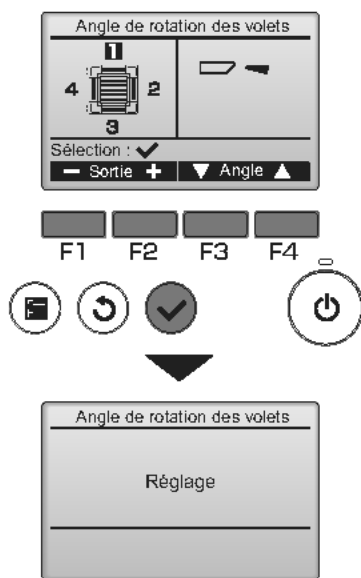 Angle de rotation des volets
1
4 2
3
Sélection : ✔
− Sortie + ▼ Angle ▲
F1 F2 F3 F4
Angle de rotation des volets
Réglage